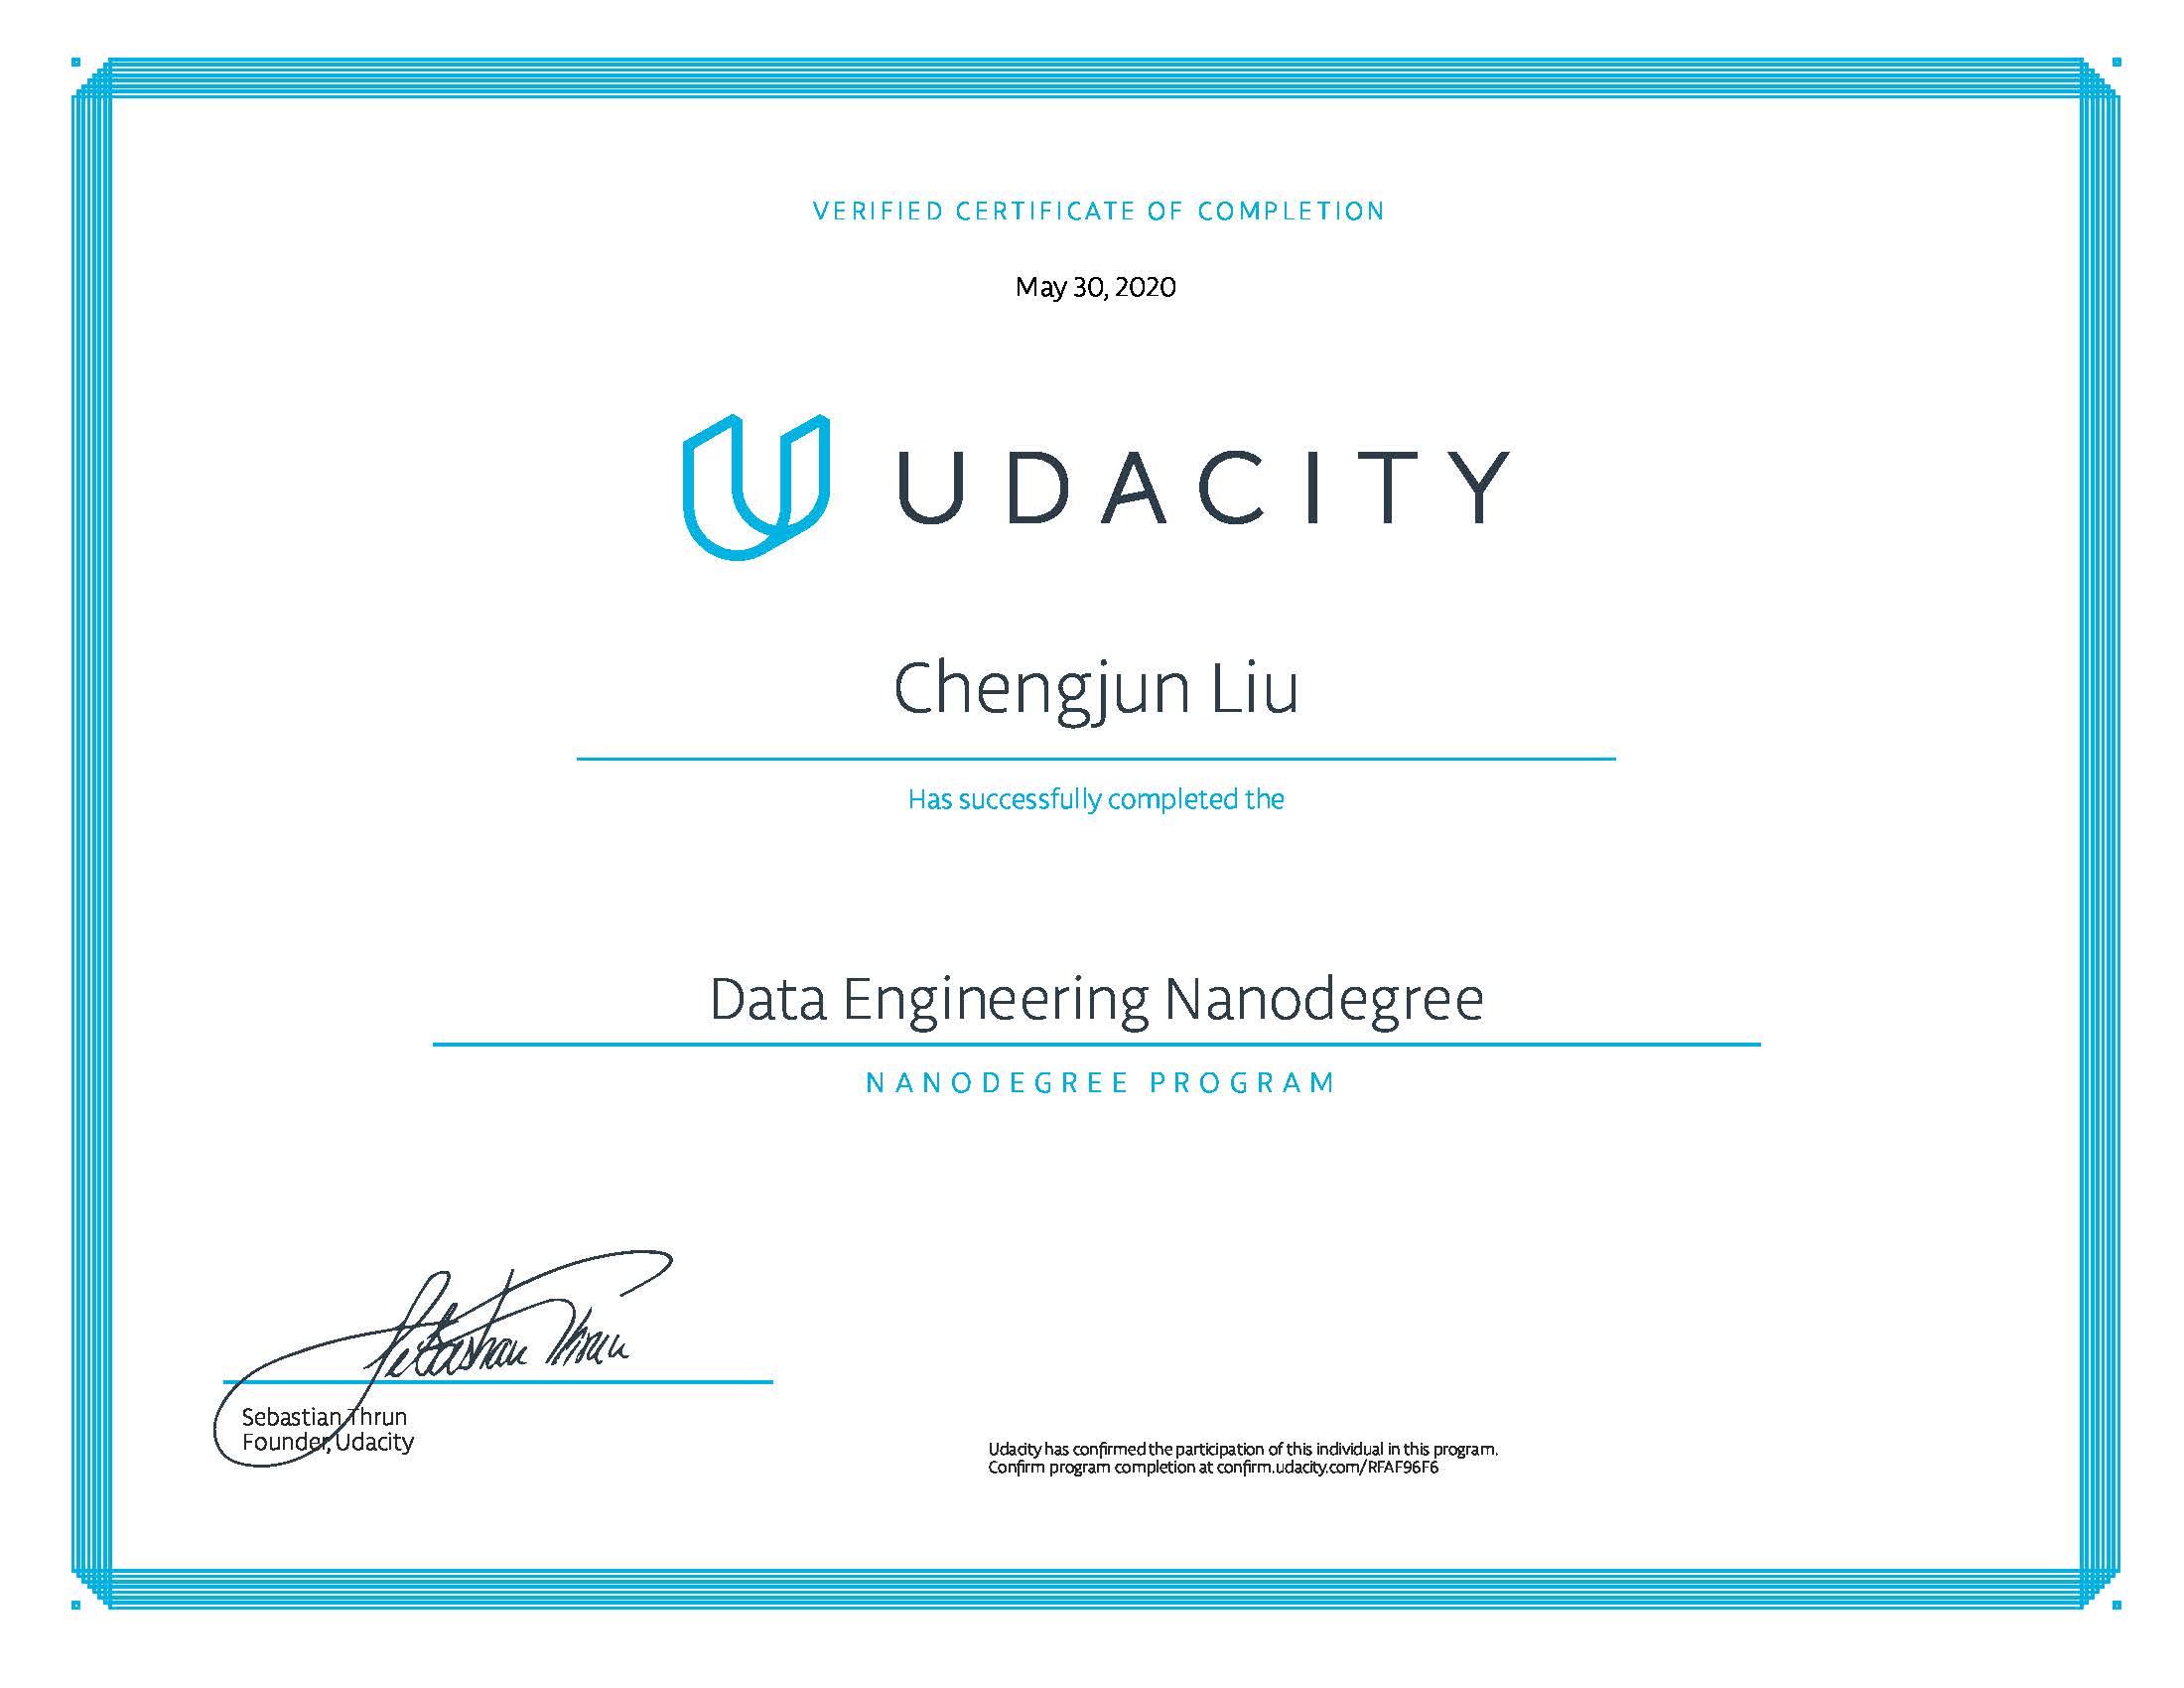 VERIFIED CERTIFICATE OF COMPLETION
May 30, 2020
UDACITY
Chengjun Liu
Has successfully completed the
Data Engineering Nanodegree
NANODEGREE PROGRAM
Sebastian Thrun
Sebastian Thrun
Founder, Udacity
Udacity has confirmed the participation of this individual in this program.
Confirm program completion at confirm.udacity.com/RFAF96F6